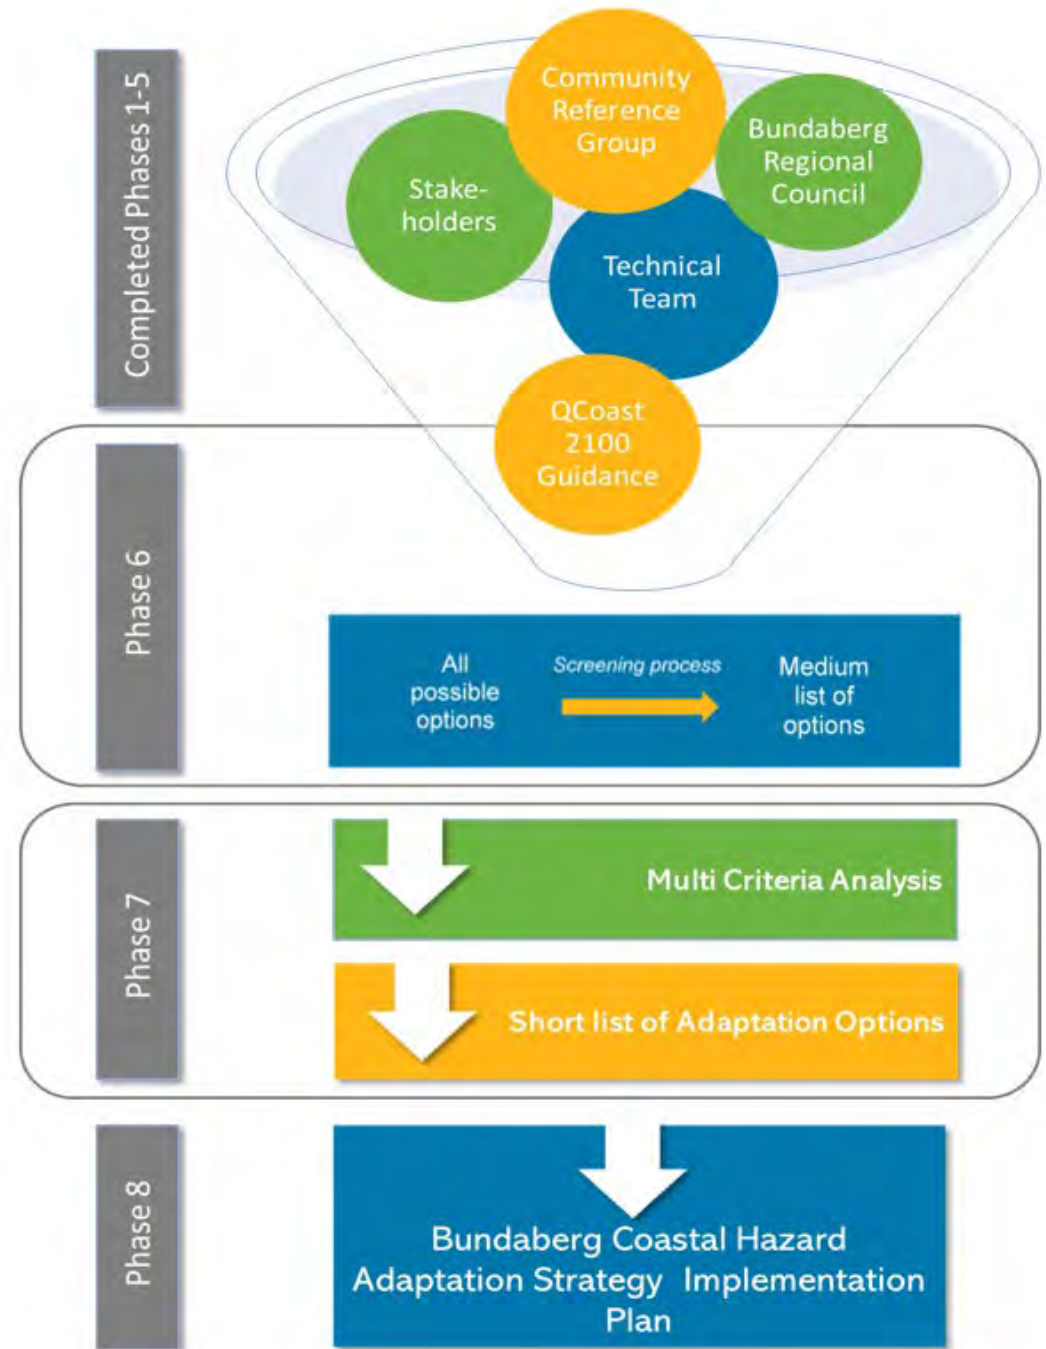 Completed Phases 1-5
Community
Reference
Group
Bundaberg
Regional
Council
Stake-
holders
Technical
Team
QCoast
2100
Guidance
Phase 6
All
possible
options
Screening process
Medium
list of
options
Phase 7
Multi Criteria Analysis
Short list of Adaptation Options
Phase 8
Bundaberg Coastal Hazard
Adaptation Strategy Implementation
Plan